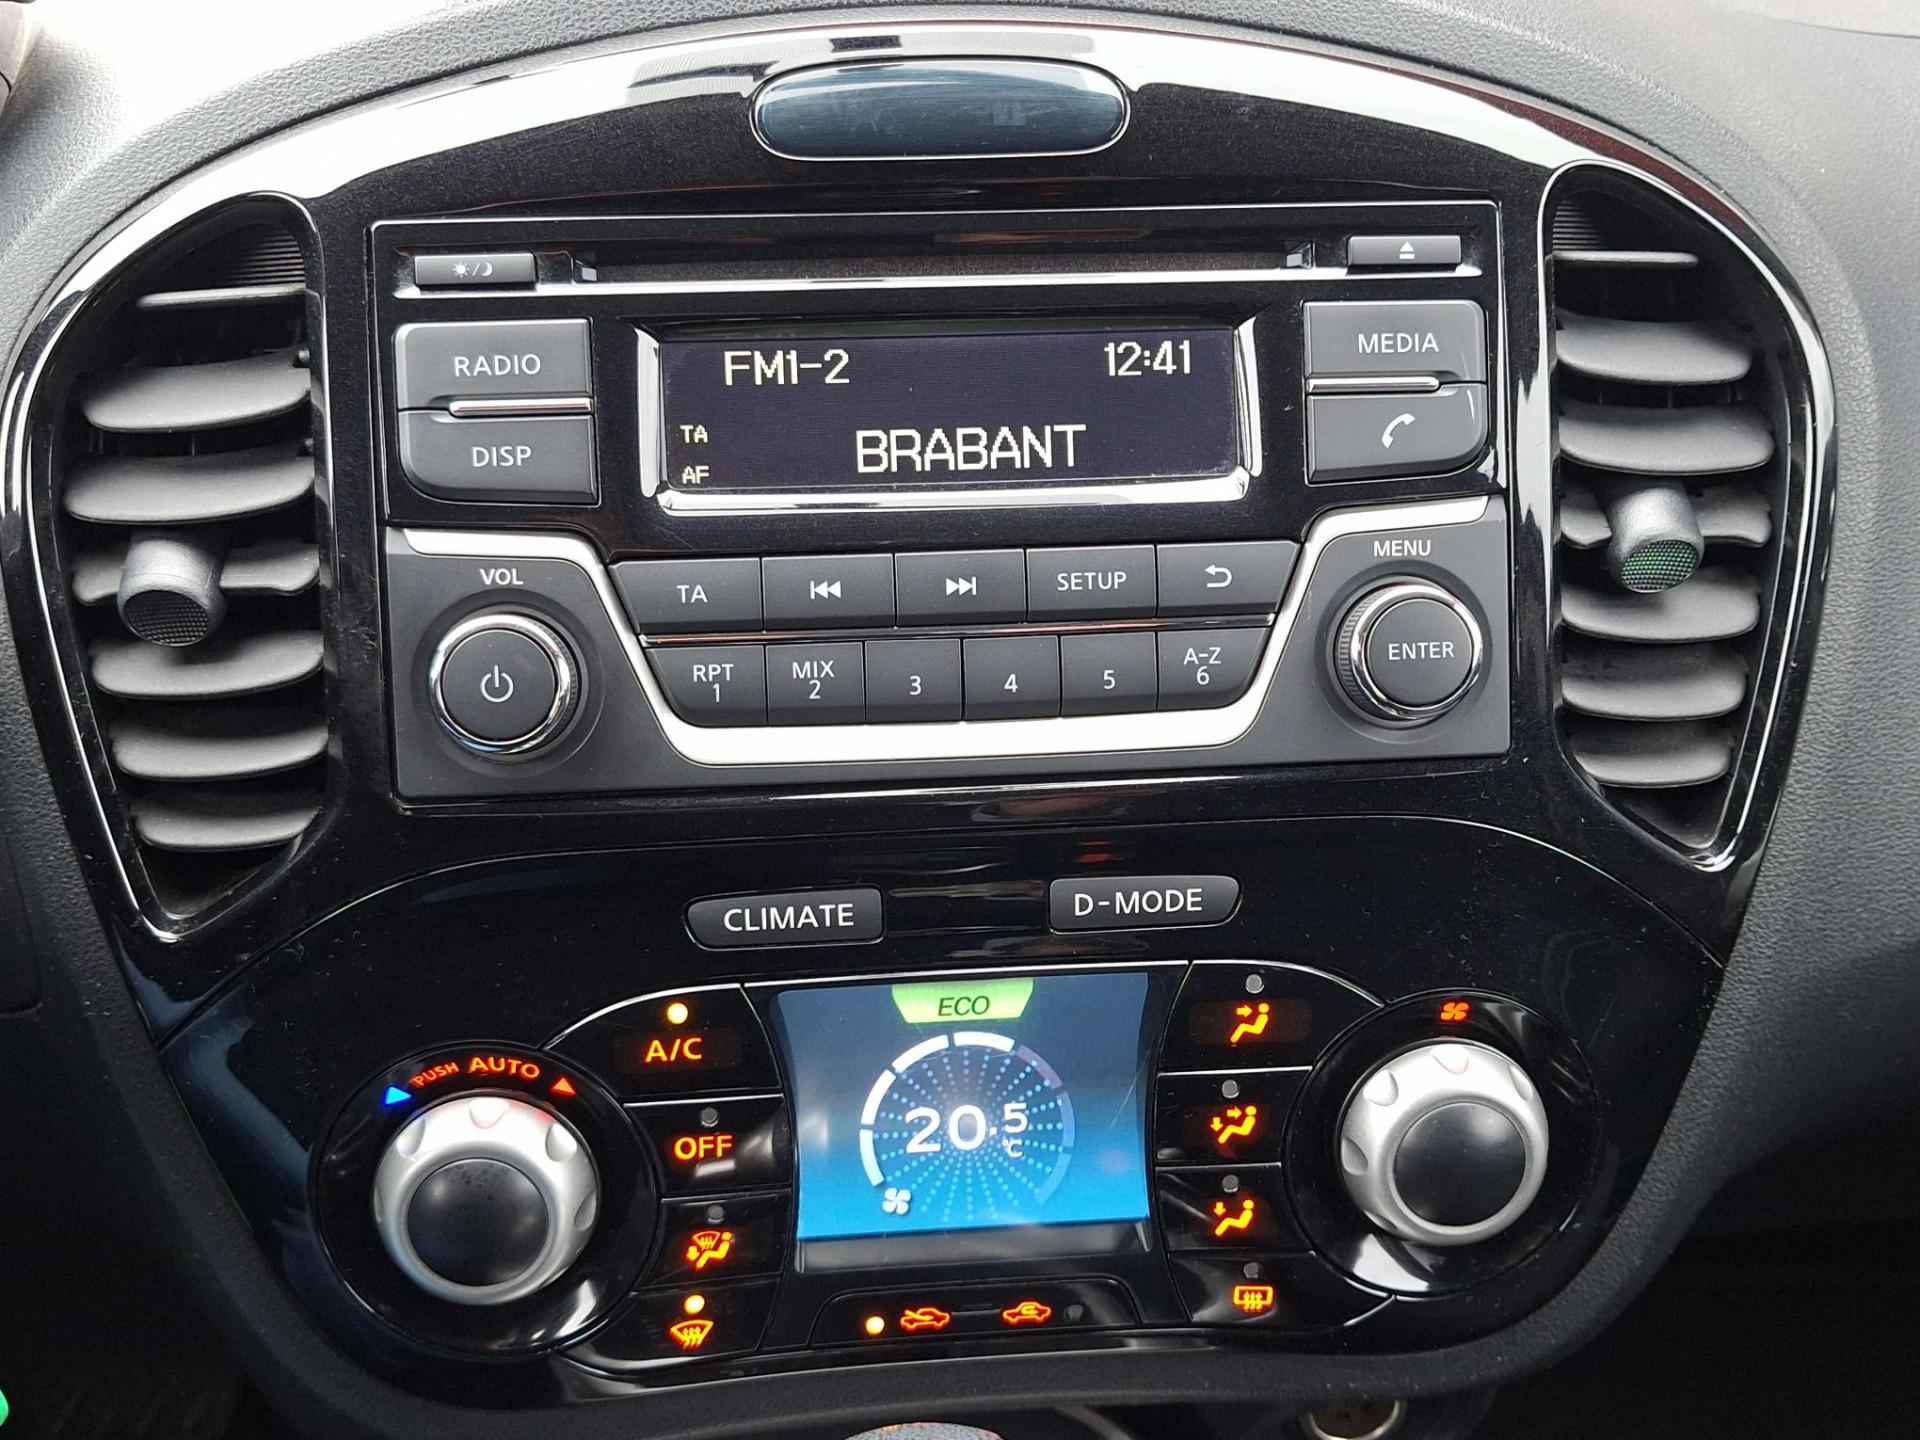 RADIO
DISP
FM1-2 12:41
TA
AF
BRABANT
MEDIA
VOL
TA
SETUP
MENU
ENTER
RPT
1
MIX
2
3
4
5
A-Z
6
CLIMATE
D-MODE
PUSH AUTO
A/C
OFF
ECO
20.5
°C